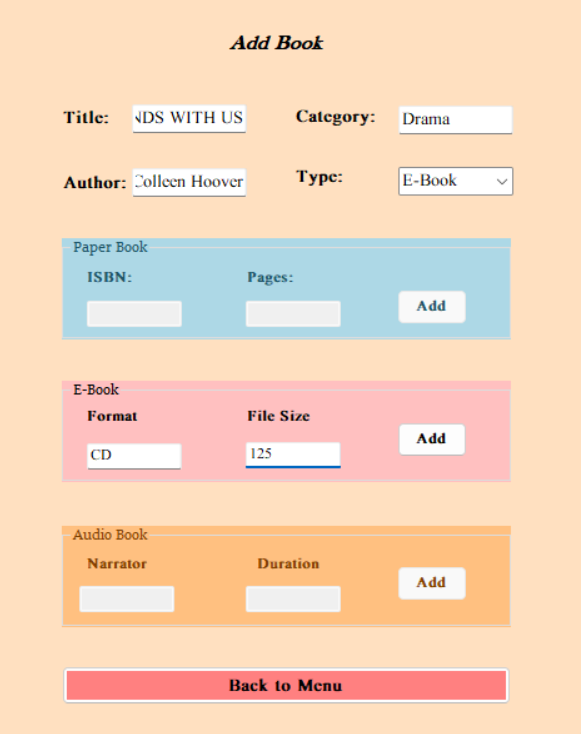 Add Book
Title: NDS WITH US Category: Drama
Author: Colleen Hoover Type: E-Book
Paper Book
ISBN: Pages:
Add
E-Book
Format File Size
CD 125 Add
Audio Book
Narrator Duration
Add
Back to Menu